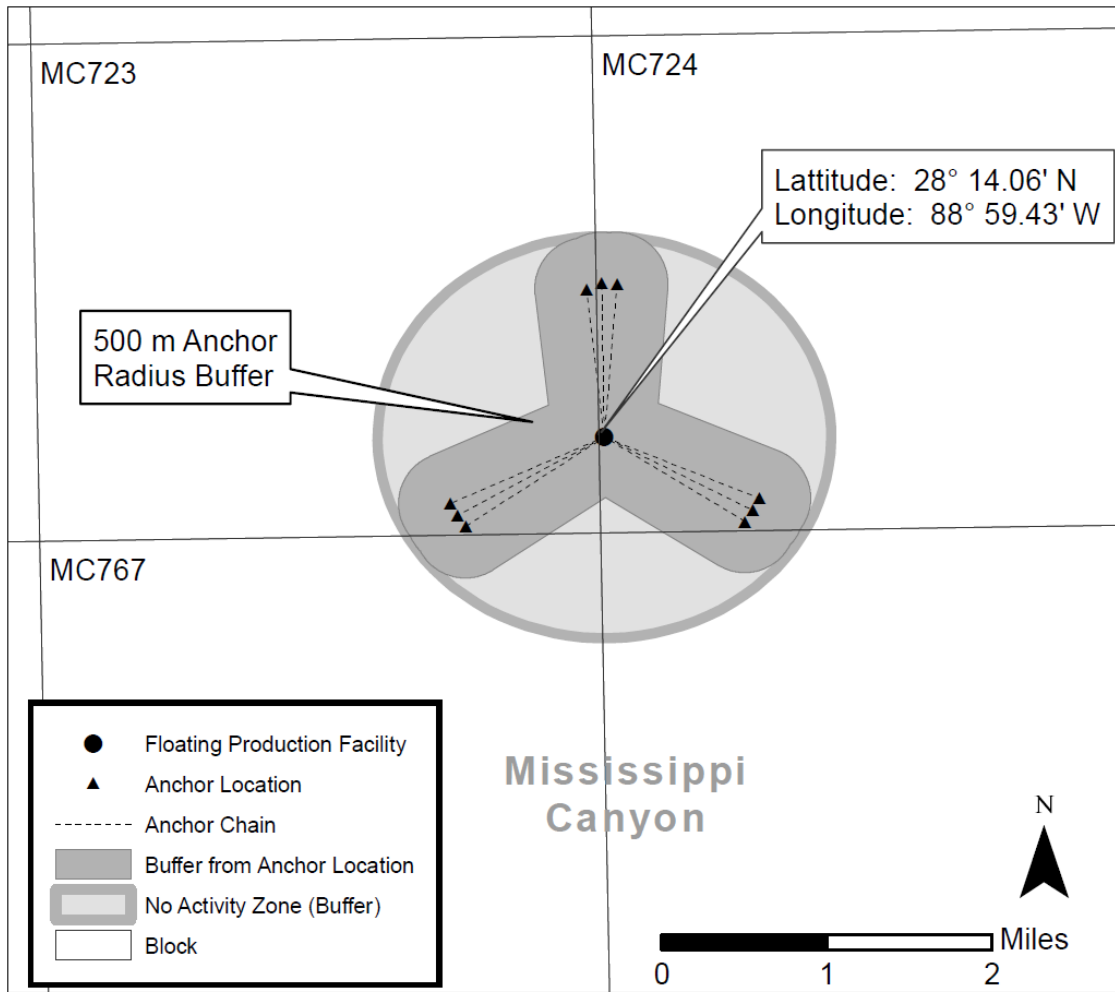 MC723
MC724
Lattitude:  28° 14.06' N
Longitude:  88° 59.43' W
500 m Anchor
Radius Buffer
MC767
Mississippi
Canyon
Floating Production Facility
Anchor Location
Anchor Chain
Buffer from Anchor Location
No Activity Zone (Buffer)
Block
N
Miles
0 1 2